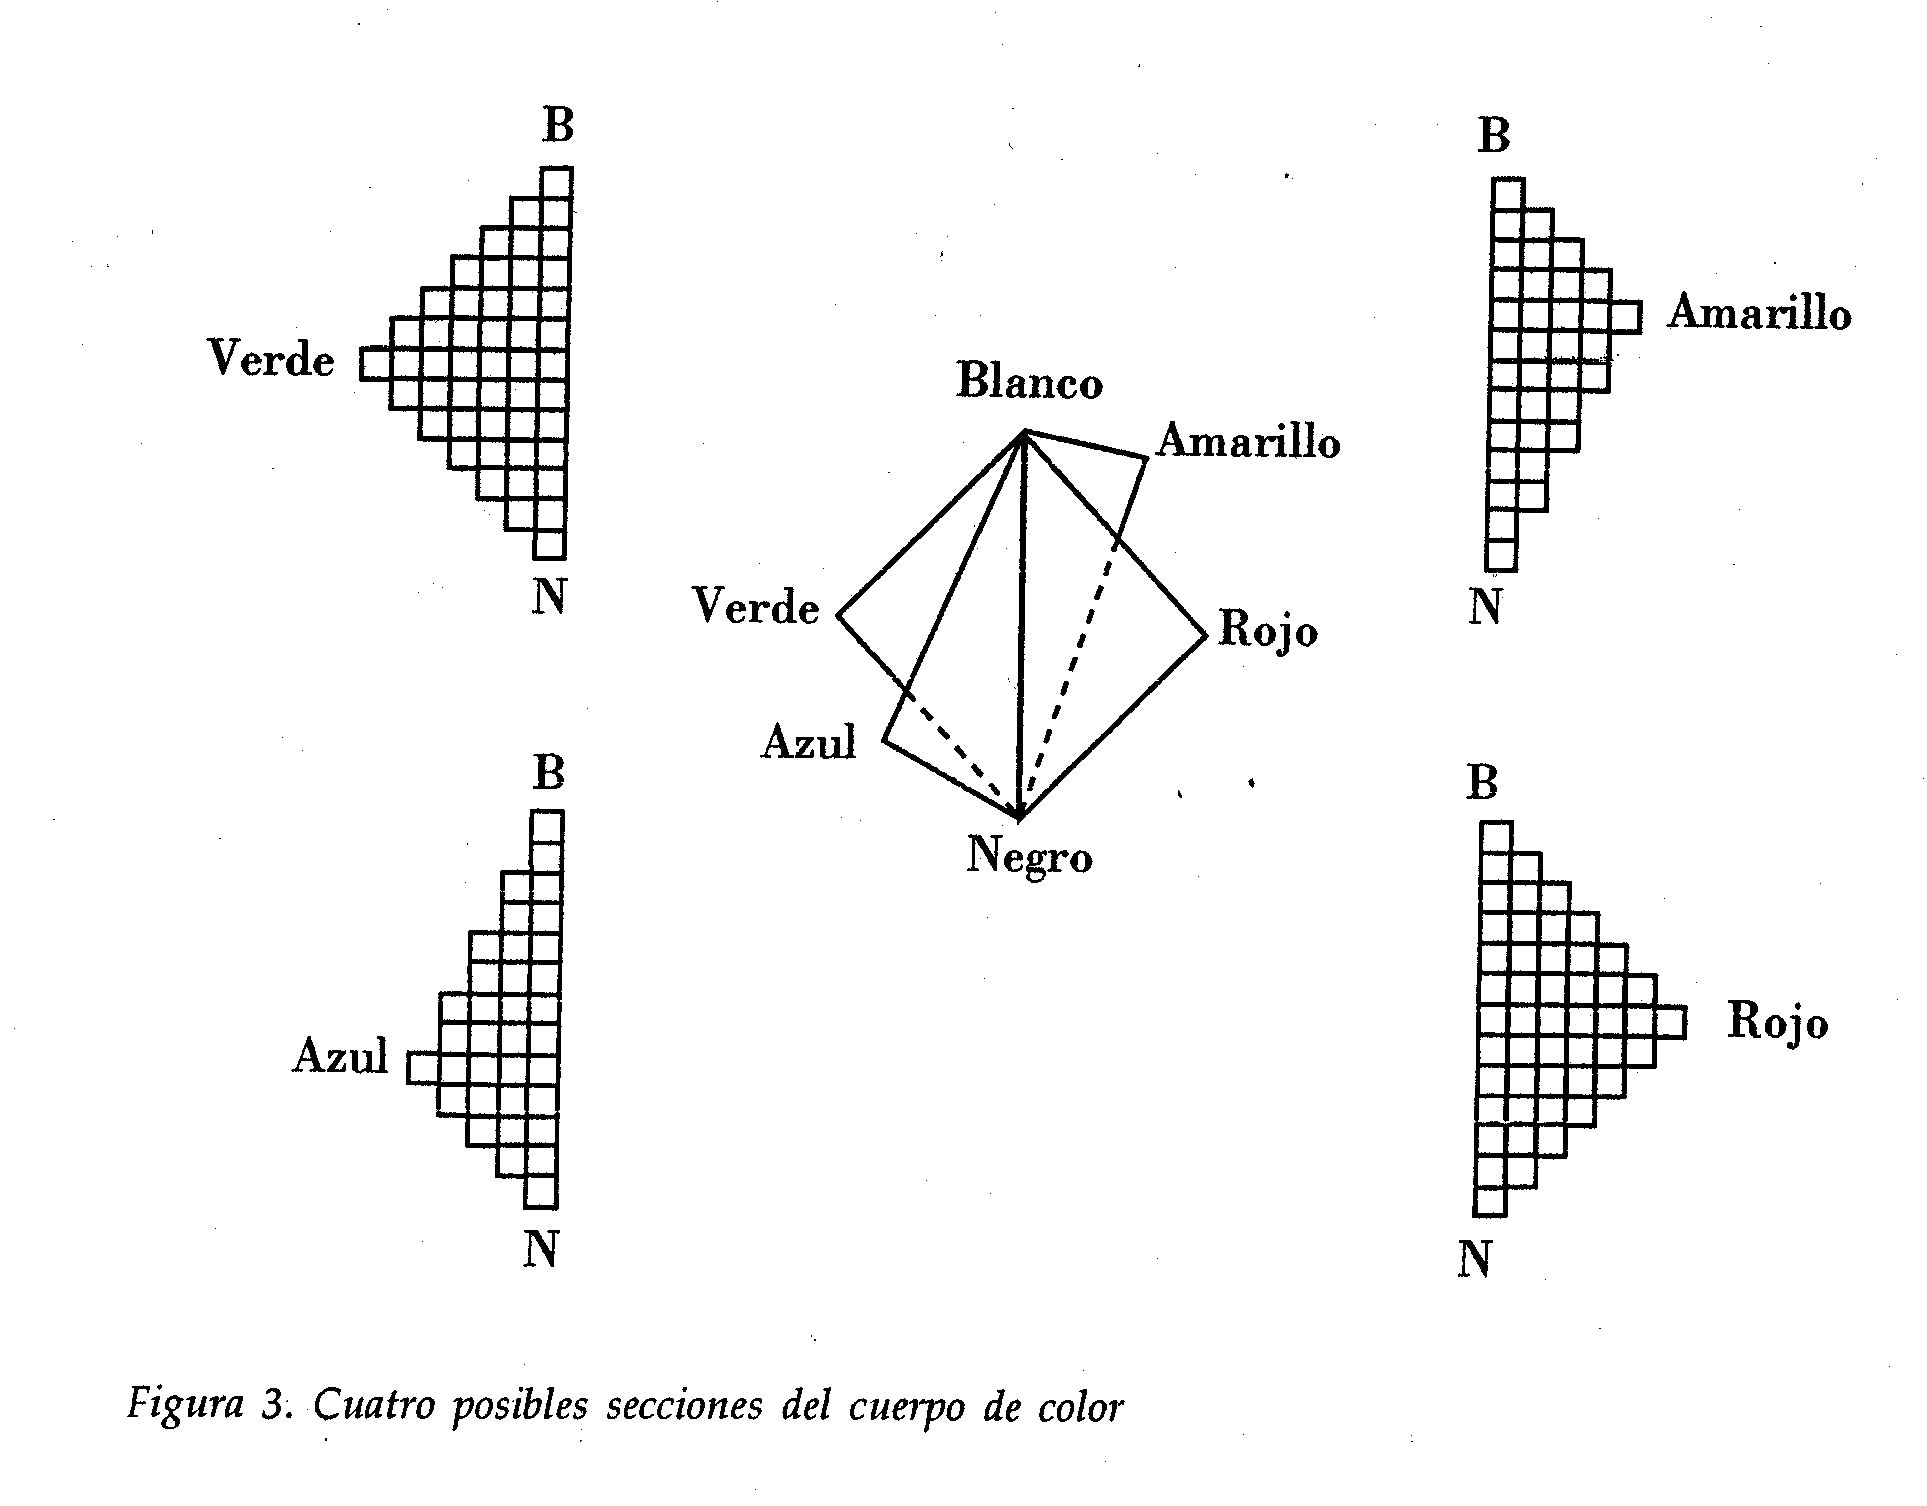 B
B
Verde
Amarillo
N
N
Blanco
Amarillo
Verde
Rojo
Azul
Negro
B
B
Azul
Rojo
N
N
Figura 3. Cuatro posibles secciones del cuerpo de color